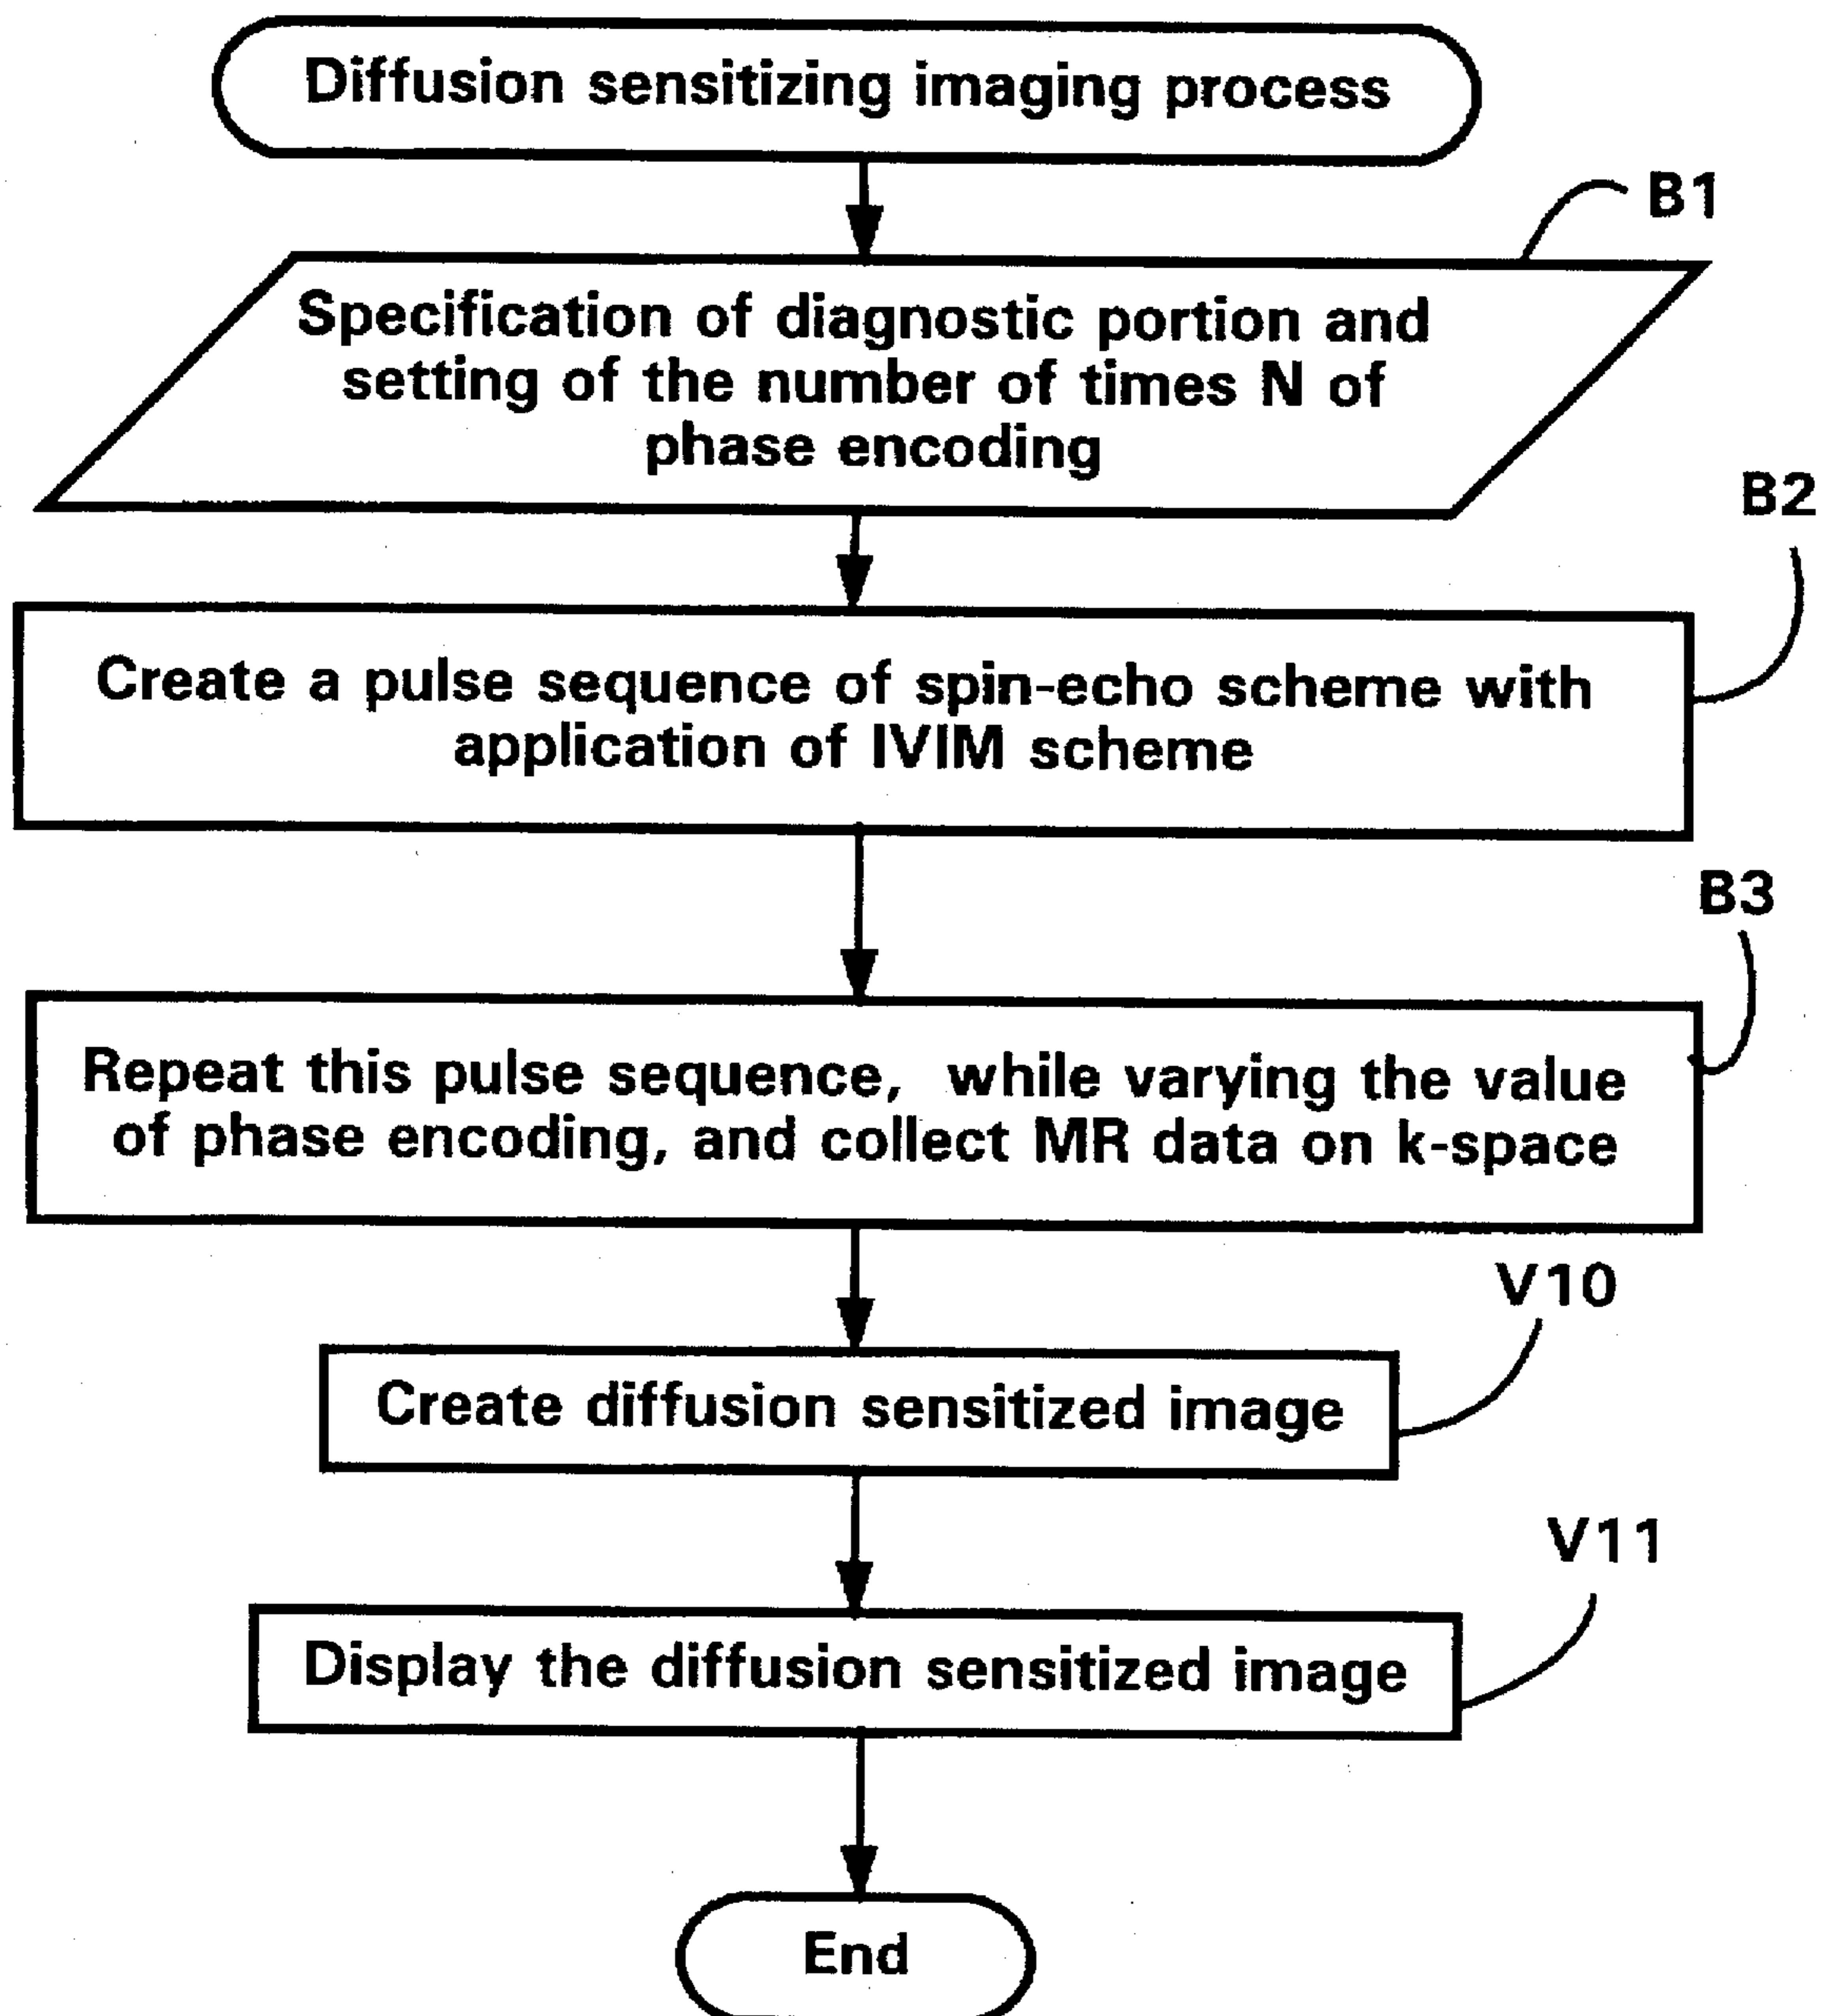 Diffusion sensitizing imaging process
B1
Specification of diagnostic portion and
setting of the number of times N of
phase encoding
B2
Create a pulse sequence of spin-echo scheme with
application of IVIM scheme
B3
Repeat this pulse sequence, while varying the value
of phase encoding, and collect MR data on k-space
V10
Create diffusion sensitized image
V11
Display the diffusion sensitized image
End